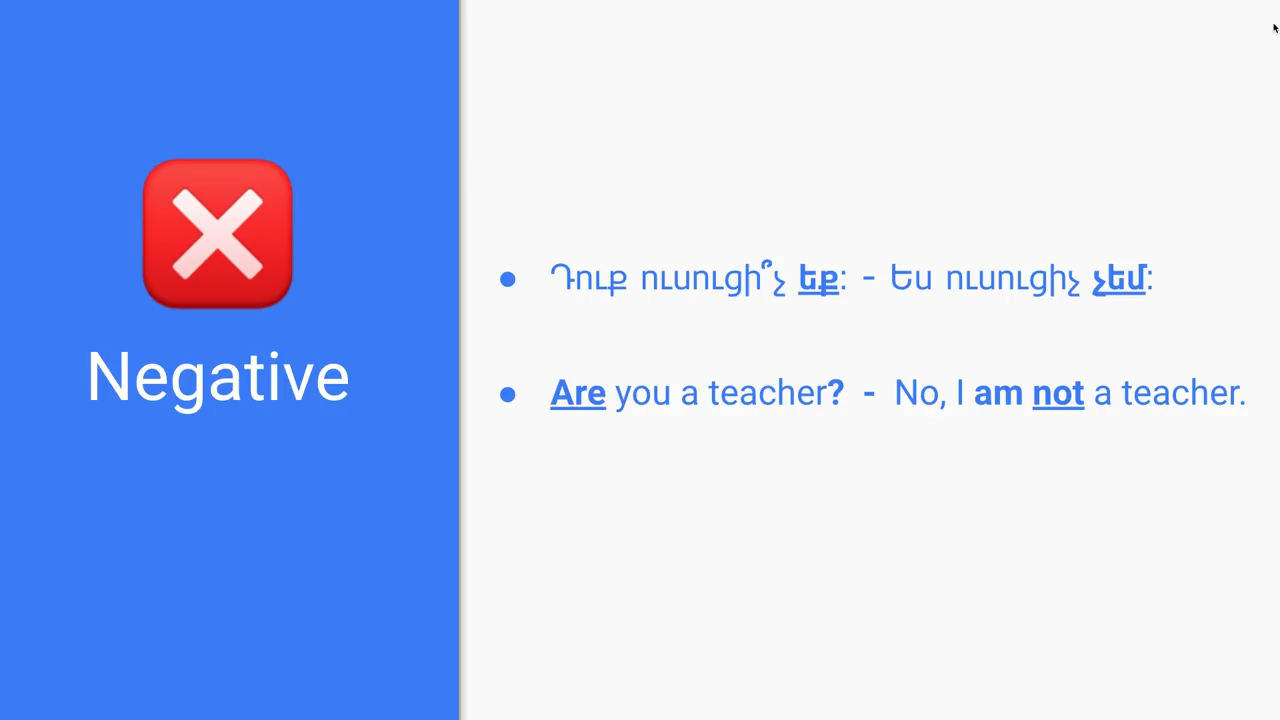 Negative
● Դուք ուսուցի՞չ եք: - Ես ուսուցիչ չեմ:
● Are you a teacher? - No, I am not a teacher.